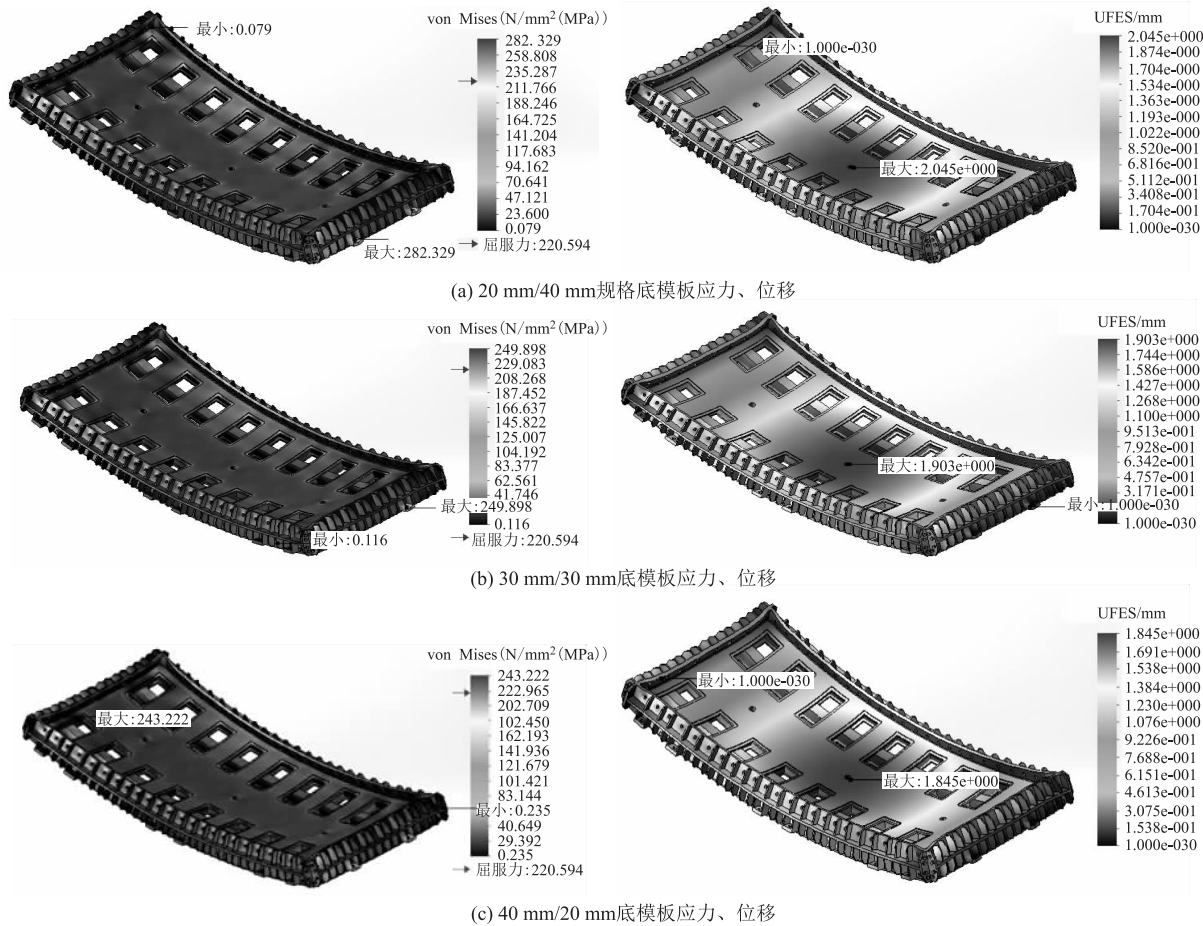 von Mises(N/mm²(MPa))
最小:0.079
282. 329
258.808
235.287
211.766
188.246
164.725
141.204
117.683
94.162
70.641
47.121
23.600
0.079
最大:282.329
屈服力:220.594
UFES/mm
最小:1.000e-030
2.045e+000
1.874e-000
1.704e-000
1.534e-000
1.363e-000
1.193e-000
1.022e-000
8.520e-001
6.816e-001
5.112e-001
3.408e-001
1.704e-001
1.000e-030
最大:2.045e+000
(a) 20 mm/40 mm规格底模板应力、位移
von Mises(N/mm²(MPa))
249.898
229.083
208.268
187.452
166.637
145.822
125.007
104.192
83.377
62.561
41.746
0.116
最大:249.898
最小:0.116
屈服力:220.594
UFES/mm
1.903e+000
1.744e+000
1.586e+000
1.427e+000
1.268e+000
1.100e+000
9.513e-001
7.928e-001
6.342e-001
4.757e-001
3.171e-001
1.000e-030
最大:1.903e+000
最小:1.000e-030
(b) 30 mm/30 mm底模板应力、位移
von Mises(N/mm²(MPa))
243.222
222.965
202.709
102.450
162.193
141.936
121.679
101.421
83.144
最小:0.235
40.649
29.392
0.235
最大:243.222
屈服力:220.594
UFES/mm
最小:1.000e-030
1.845e+000
1.691e+000
1.538e+000
1.384e+000
1.230e+000
1.076e+000
9.226e-001
7.688e-001
6.151e-001
4.613e-001
3.075e-001
1.538e-001
1.000e-030
最大:1.845e+000
(c) 40 mm/20 mm底模板应力、位移